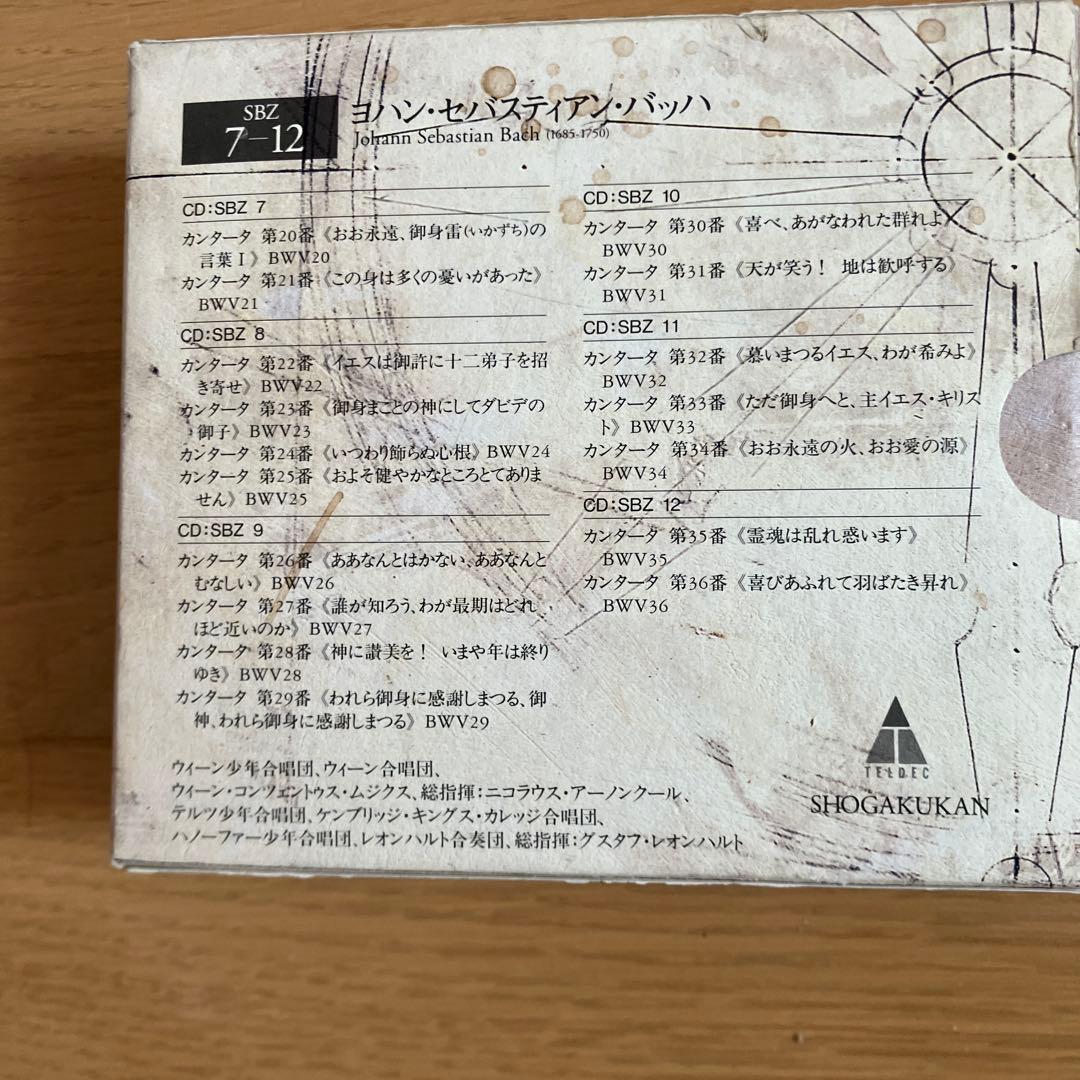 SBZ
7-12
ヨハン・セバスティアン・バッハ
Johann Sebastian Bach (1685-1750)
CD:SBZ 7
カンタータ 第20番《おお永遠、御身雷(いかずち)の
言葉Ⅰ》BWV20
カンタータ 第21番《この身は多くの憂いがあった》
BWV21
CD:SBZ 8
カンタータ 第22番《イエスは御許に十二弟子を招
き寄せ》BWV22
カンタータ 第23番《御身まことの神にしてダビデの
御子》BWV23
カンタータ 第24番《いつわり飾らぬ心根》BWV24
カンタータ 第25番《およそ健やかなところとてありま
せん》BWV25
CD:SBZ 9
カンタータ 第26番《ああなんとはかない、ああなんと
むなしい》BWV26
カンタータ 第27番《誰が知ろう、わが最期はどれ
ほど近いのか》BWV27
カンタータ 第28番《神に讃美を! いまや年は終り
ゆき》BWV28
カンタータ 第29番《われら御身に感謝しまつる、御
神、われら御身に感謝しまつる》BWV29
CD:SBZ 10
カンタータ 第30番《喜べ、あがなわれた群れよ》
BWV30
カンタータ 第31番《天が笑う! 地は歓呼する》
BWV31
CD:SBZ 11
カンタータ 第32番《慕いまつるイエス、わが希みよ》
BWV32
カンタータ 第33番《ただ御身へと、主イエス・キリス
ト》BWV33
カンタータ 第34番《おお永遠の火、おお愛の源》
BWV34
CD:SBZ 12
カンタータ 第35番《霊魂は乱れ惑います》
BWV35
カンタータ 第36番《喜びあふれて羽ばたき昇れ》
BWV36
ウィーン少年合唱団、ウィーン合唱団、
ウィーン・コンツェントゥス・ムジクス、総指揮:ニコラウス・アーノンクール、
テルツ少年合唱団、ケンブリッジ・キングス・カレッジ合唱団、
ハノーファー少年合唱団、レオンハルト合奏団、総指揮:グスタフ・レオンハルト
TELDEC
SHOGAKUKAN